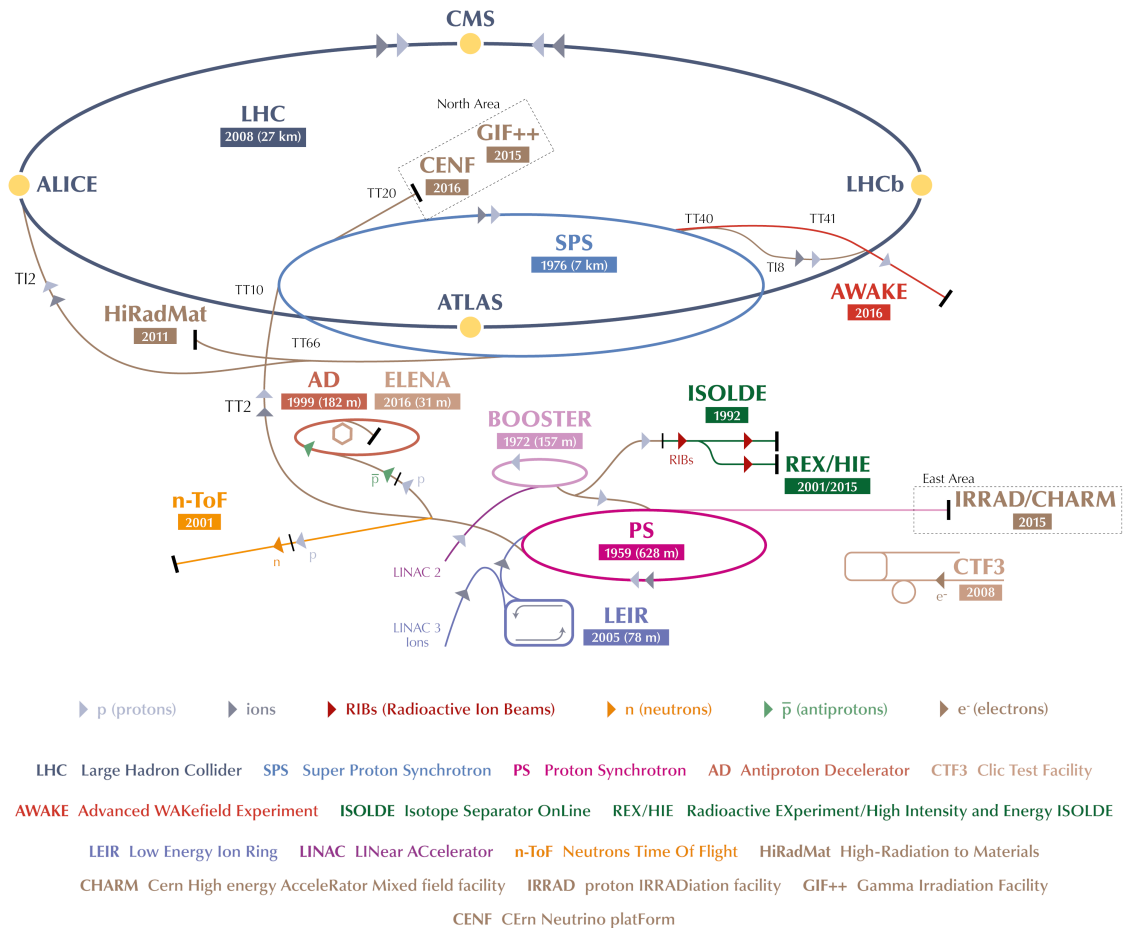 CMS
North Area
LHC
2008 (27 km)
GIF++
2015
CENF
2016
TT20
ALICE
LHCb
TT40
TT41
SPS
1976 (7 km)
TI8
TI2
TT10
AWAKE
2016
ATLAS
HiRadMat
2011
TT66
AD
1999 (182 m)
ELENA
2016 (31 m)
TT2
ISOLDE
1992
BOOSTER
1972 (157 m)
RIBs
REX/HIE
2001/2015
p̅
p
East Area
n-ToF
2001
IRRAD/CHARM
2015
PS
1959 (628 m)
n
p
LINAC 2
CTF3
2008
e-
LEIR
2005 (78 m)
LINAC 3
Ions
p (protons)
ions
RIBs (Radioactive Ion Beams)
n (neutrons)
p̅ (antiprotons)
e- (electrons)
LHC Large Hadron Collider SPS Super Proton Synchrotron PS Proton Synchrotron AD Antiproton Decelerator CTF3 Clic Test Facility
AWAKE Advanced WAKefield Experiment ISOLDE Isotope Separator OnLine REX/HIE Radioactive EXperiment/High Intensity and Energy ISOLDE
LEIR Low Energy Ion Ring LINAC LINear ACcelerator n-ToF Neutrons Time Of Flight HiRadMat High-Radiation to Materials
CHARM Cern High energy AcceleRator Mixed field facility IRRAD proton IRRADiation facility GIF++ Gamma Irradiation Facility
CENF CErn Neutrino platForm